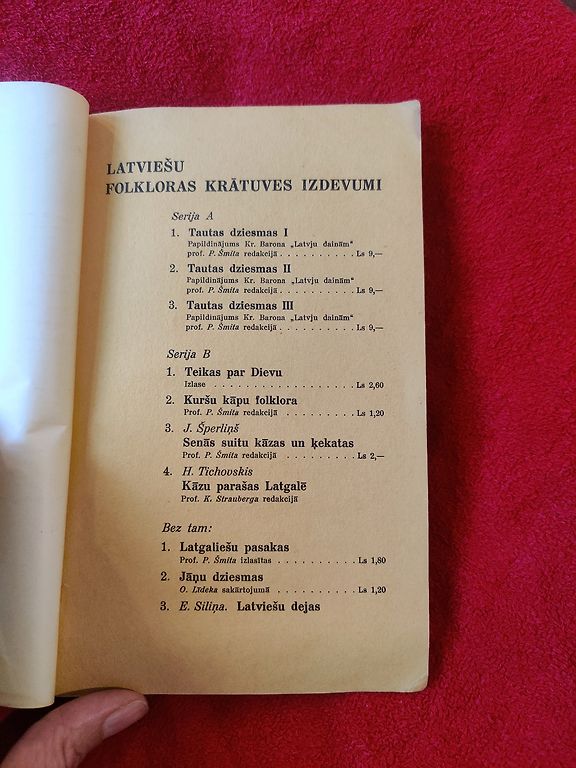 LATVIEŠU
FOLKLORAS KRĀTUVES IZDEVUMI
Serija A
1. Tautas dziesmas I
Papildinājums Kr. Barona „Latvju dainām“
prof. P. Šmita redakcijā . . . . . . . . . . Ls 9,—
2. Tautas dziesmas II
Papildinājums Kr. Barona „Latvju dainām“
prof. P. Šmita redakcijā . . . . . . . . . . Ls 9,—
3. Tautas dziesmas III
Papildinājums Kr. Barona „Latvju dainām“
prof. P. Šmita redakcijā . . . . . . . . . . Ls 9,—
Serija B
1. Teikas par Dievu
Izlase . . . . . . . . . . . . . . . . . . Ls 2,60
2. Kuršu kāpu folklora
Prof. P. Šmita redakcijā . . . . . . . . . Ls 1,20
3. J. Šperliņš
Senās suitu kāzas un ķekatas
Prof. P. Šmita redakcijā . . . . . . . . . Ls 2,—
4. H. Tichovskis
Kāzu parašas Latgalē
Prof. K. Strauberga redakcijā
Bez tam:
1. Latgaliešu pasakas
Prof. P. Šmita izlasītas . . . . . . . . . . Ls 1,80
2. Jāņu dziesmas
O. Līdeka sakārtojumā . . . . . . . . . . Ls 1,20
3. E. Siliņa. Latviešu dejas